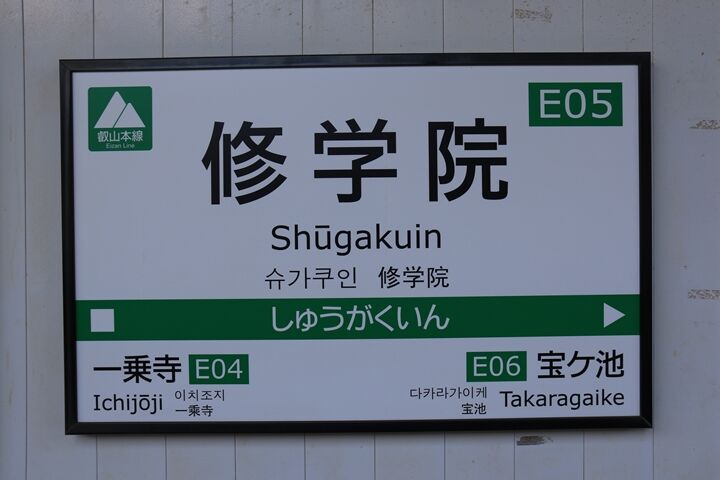 叡山本線
Eizan Line
E05
修学院
Shūgakuin
슈가쿠인 修学院
しゅうがくいん
一乗寺 E04
Ichijōji 이치조지
一乗寺
E06 宝ケ池
다카라가이케 Takaragaike
宝池